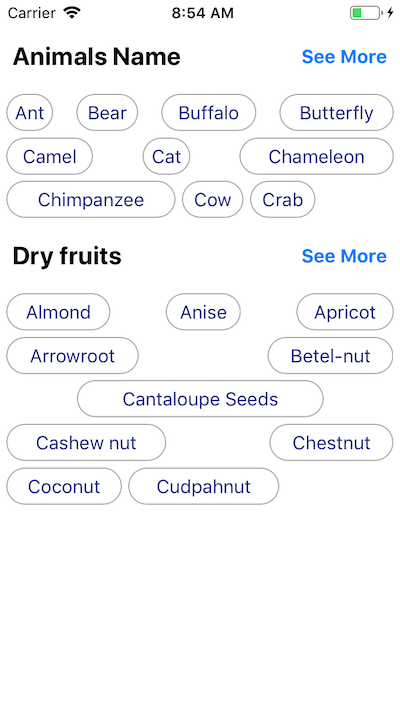 Carrier 8:54 AM
Animals Name See More
Ant Bear Buffalo Butterfly
Camel Cat Chameleon
Chimpanzee Cow Crab
Dry fruits See More
Almond Anise Apricot
Arrowroot Betel-nut
Cantaloupe Seeds
Cashew nut Chestnut
Coconut Cudpahnut